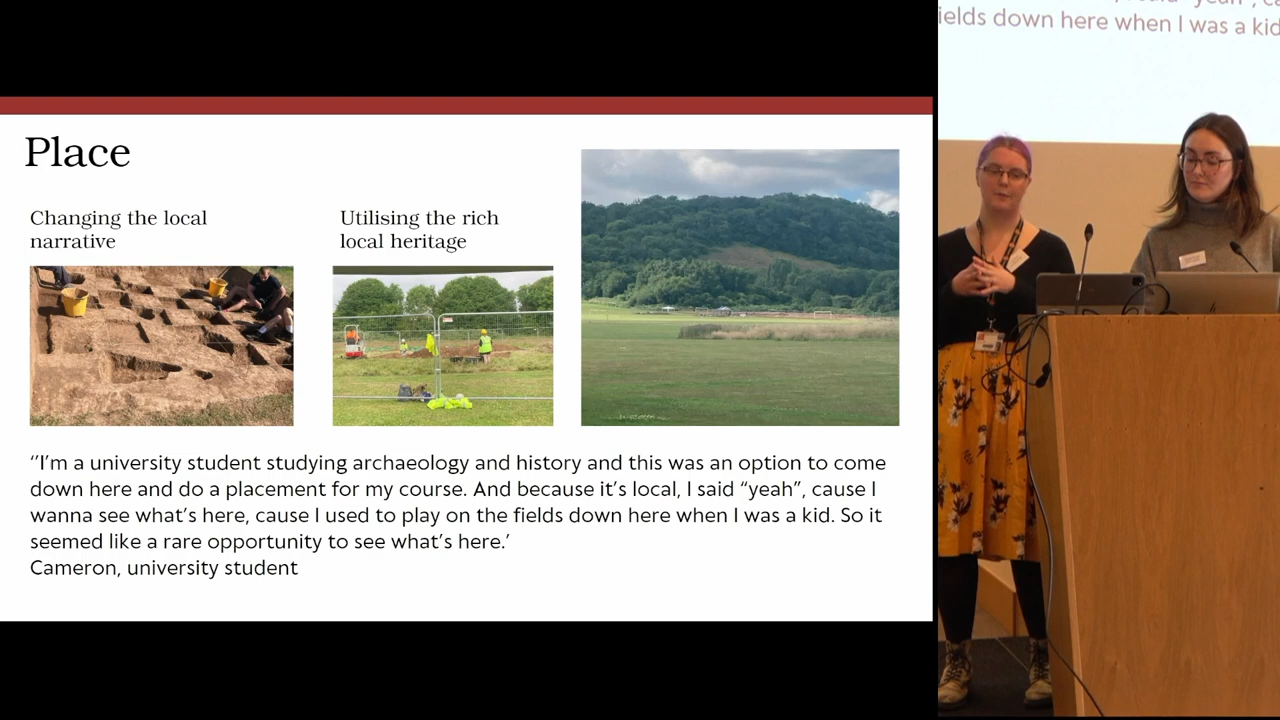 Place
Changing the local
narrative
Utilising the rich
local heritage
“I’m a university student studying archaeology and history and this was an option to come
down here and do a placement for my course. And because it’s local, I said “yeah”, cause I
wanna see what’s here, cause I used to play on the fields down here when I was a kid. So it
seemed like a rare opportunity to see what’s here.’
Cameron, university student
ields down here when I was a kid